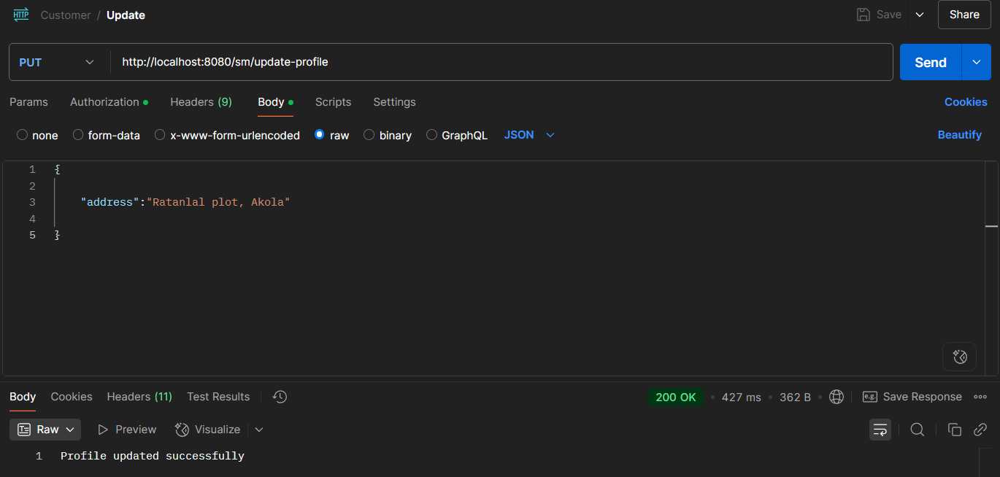 HTTP Customer / Update Save Share
PUT http://localhost:8080/sm/update-profile Send
Params Authorization Headers (9) Body Scripts Settings Cookies
none form-data x-www-form-urlencoded raw binary GraphQL JSON Beautify
1 {
2
3 "address":"Ratanlal plot, Akola"
4
5 }
Body Cookies Headers (11) Test Results 200 OK • 427 ms • 362 B • e.g. Save Response
Raw Preview Visualize
1 Profile updated successfully